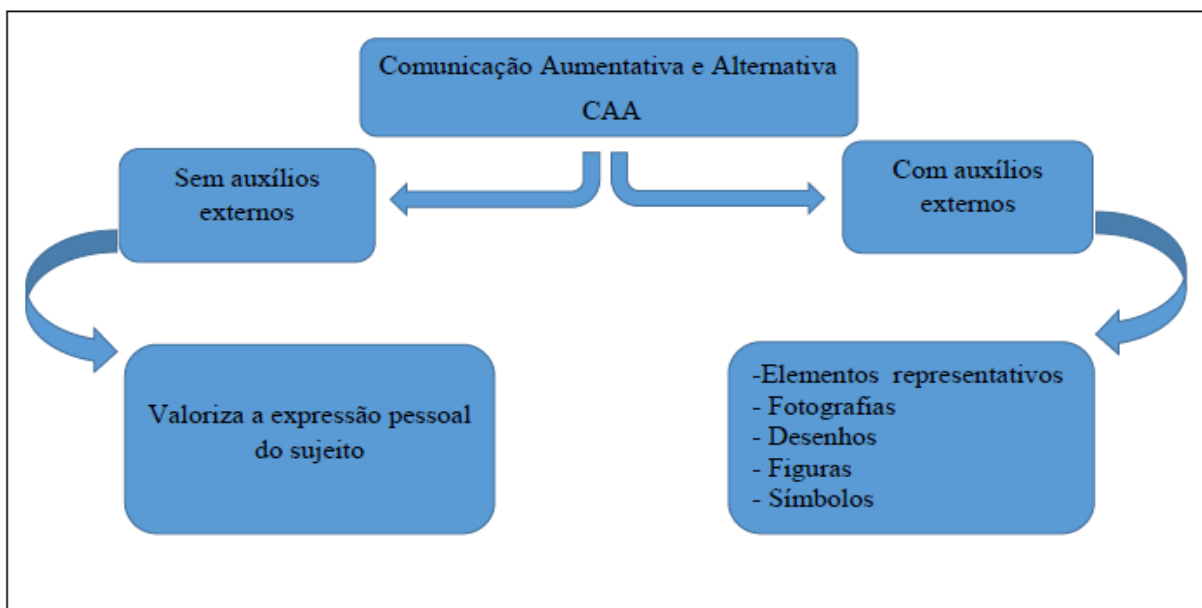 Comunicação Aumentativa e Alternativa
CAA
Sem auxílios
externos
Com auxílios
externos
Valoriza a expressão pessoal
do sujeito
-Elementos representativos
- Fotografías
- Desenhos
- Figuras
- Símbolos